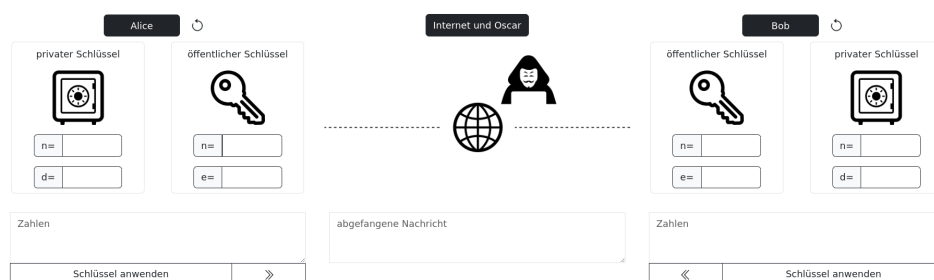 Alice
Internet und Oscar
Bob
privater Schlüssel
öffentlicher Schlüssel
öffentlicher Schlüssel
privater Schlüssel
n=
n=
n=
n=
d=
e=
e=
d=
Zahlen
abgefangene Nachricht
Zahlen
Schlüssel anwenden
Schlüssel anwenden